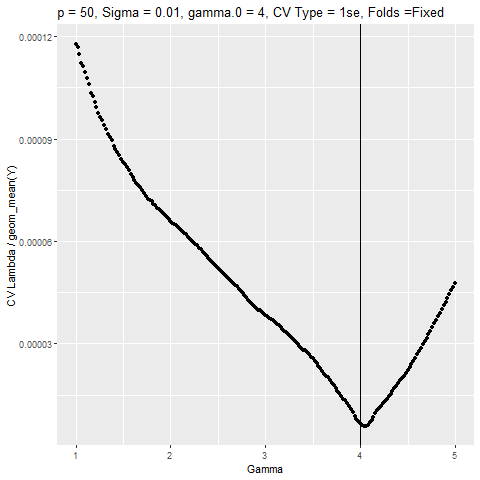 p = 50, Sigma = 0.01, gamma.0 = 4, CV Type = 1se, Folds =Fixed
0.00012
0.00009
0.00006
0.00003
CV Lambda / geom_mean(Y)
1 2 3 4 5
Gamma